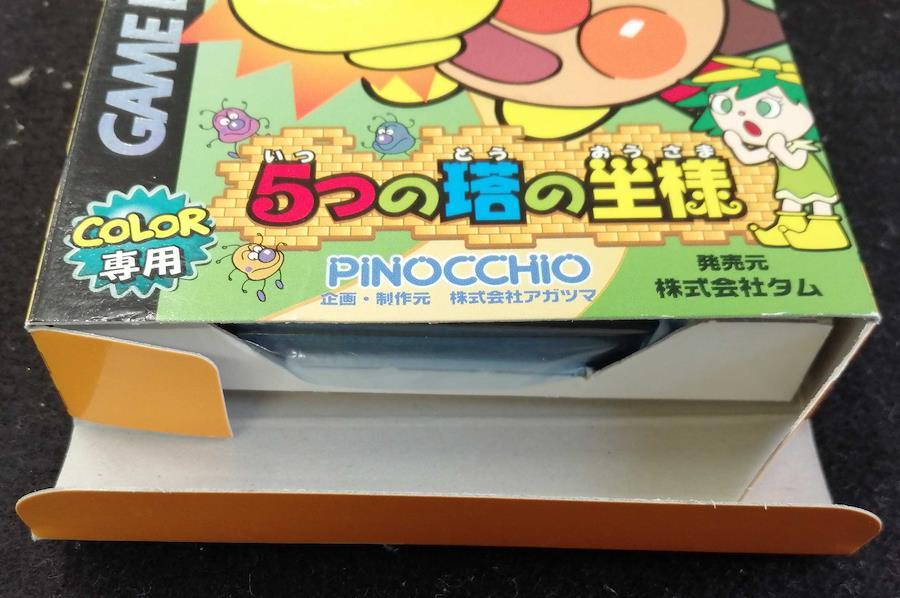 GAME B
いつ とう おうさま
5つの塔の王様
COLOR
専用
PiNOCCHiO
企画・制作元 株式会社アガツマ
発売元
株式会社タム